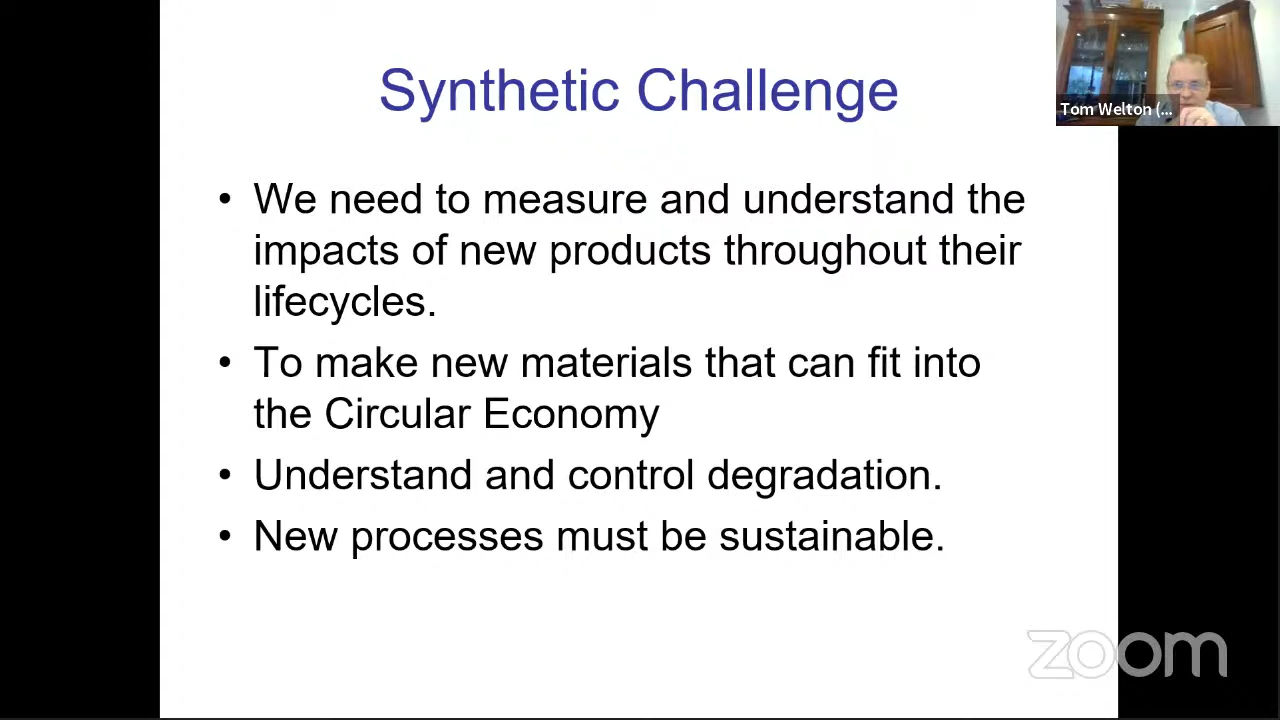 Synthetic Challenge
Tom Welton (...
• We need to measure and understand the
impacts of new products throughout their
lifecycles.
• To make new materials that can fit into
the Circular Economy
• Understand and control degradation.
• New processes must be sustainable.
zoom